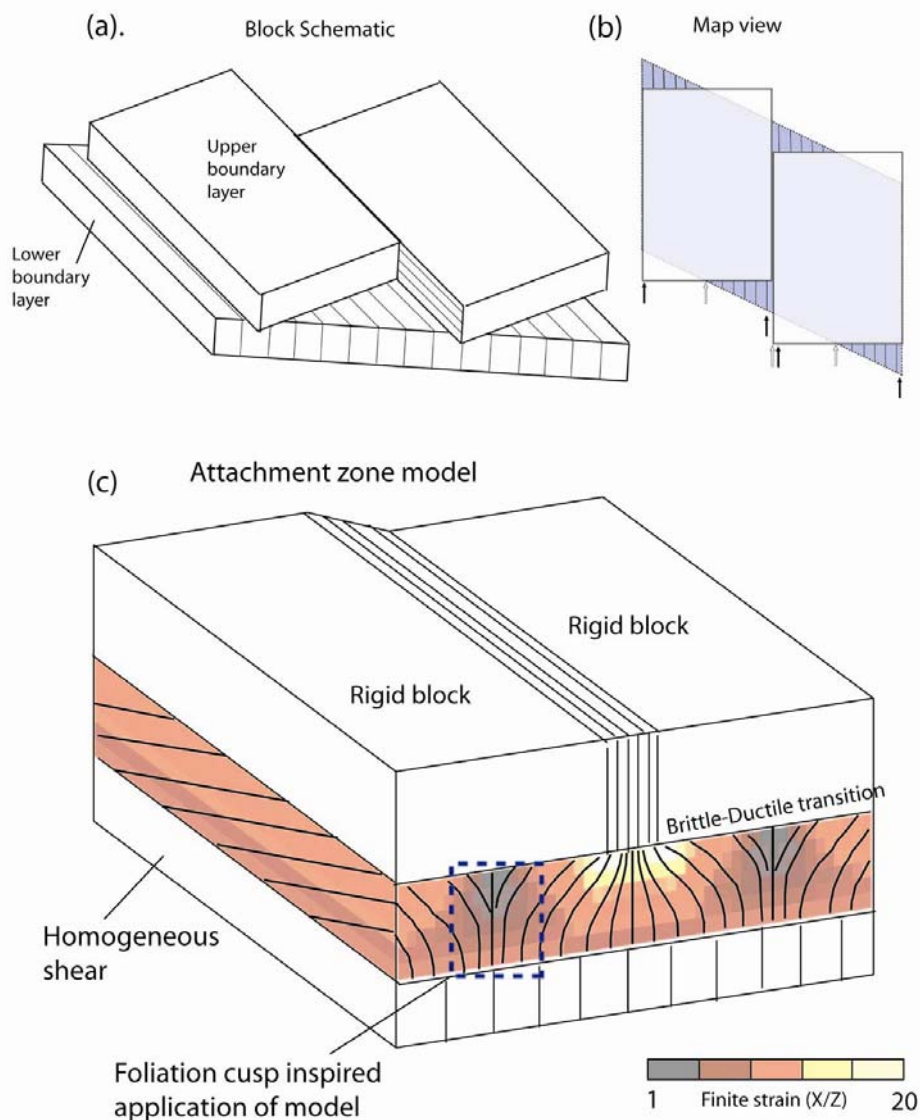 (a).
Block Schematic
(b)
Map view
Upper
boundary
layer
Lower
boundary
layer
(c)
Attachment zone model
Rigid block
Rigid block
Brittle-Ductile transition
Homogeneous
shear
Foliation cusp inspired
application of model
1
Finite strain (X/Z)
20